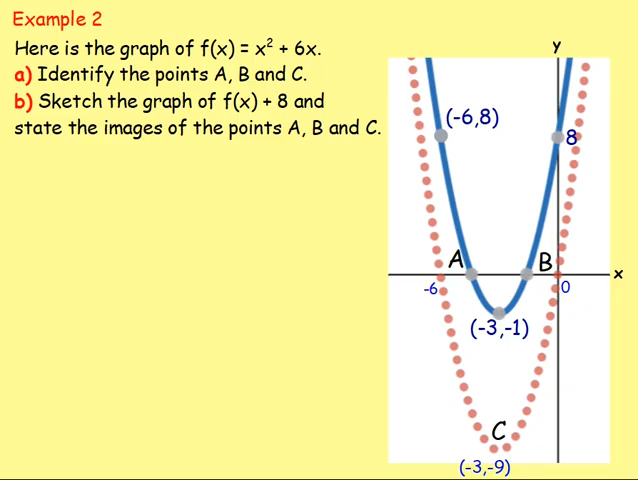 Example 2
Here is the graph of f(x) = x² + 6x.
a) Identify the points A, B and C.
b) Sketch the graph of f(x) + 8 and
state the images of the points A, B and C.
y
(-6,8)
8
A
B
x
-6
0
(-3,-1)
C
(-3,-9)